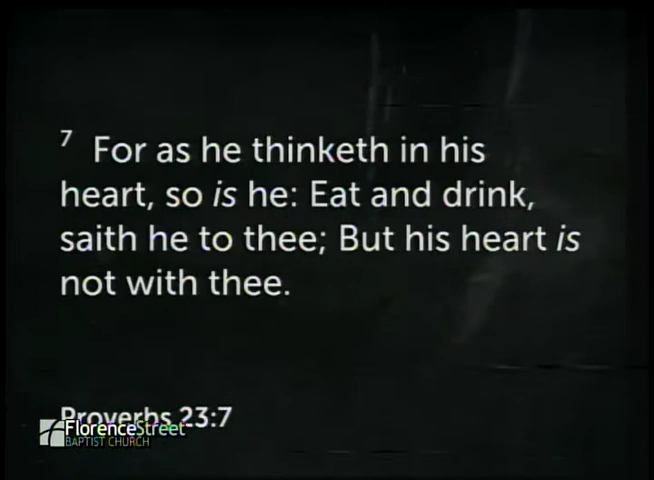 7 For as he thinketh in his
heart, so is he: Eat and drink,
saith he to thee; But his heart is
not with thee.
Proverbs 23:7
FlorenceStreet
BAPTIST CHURCH